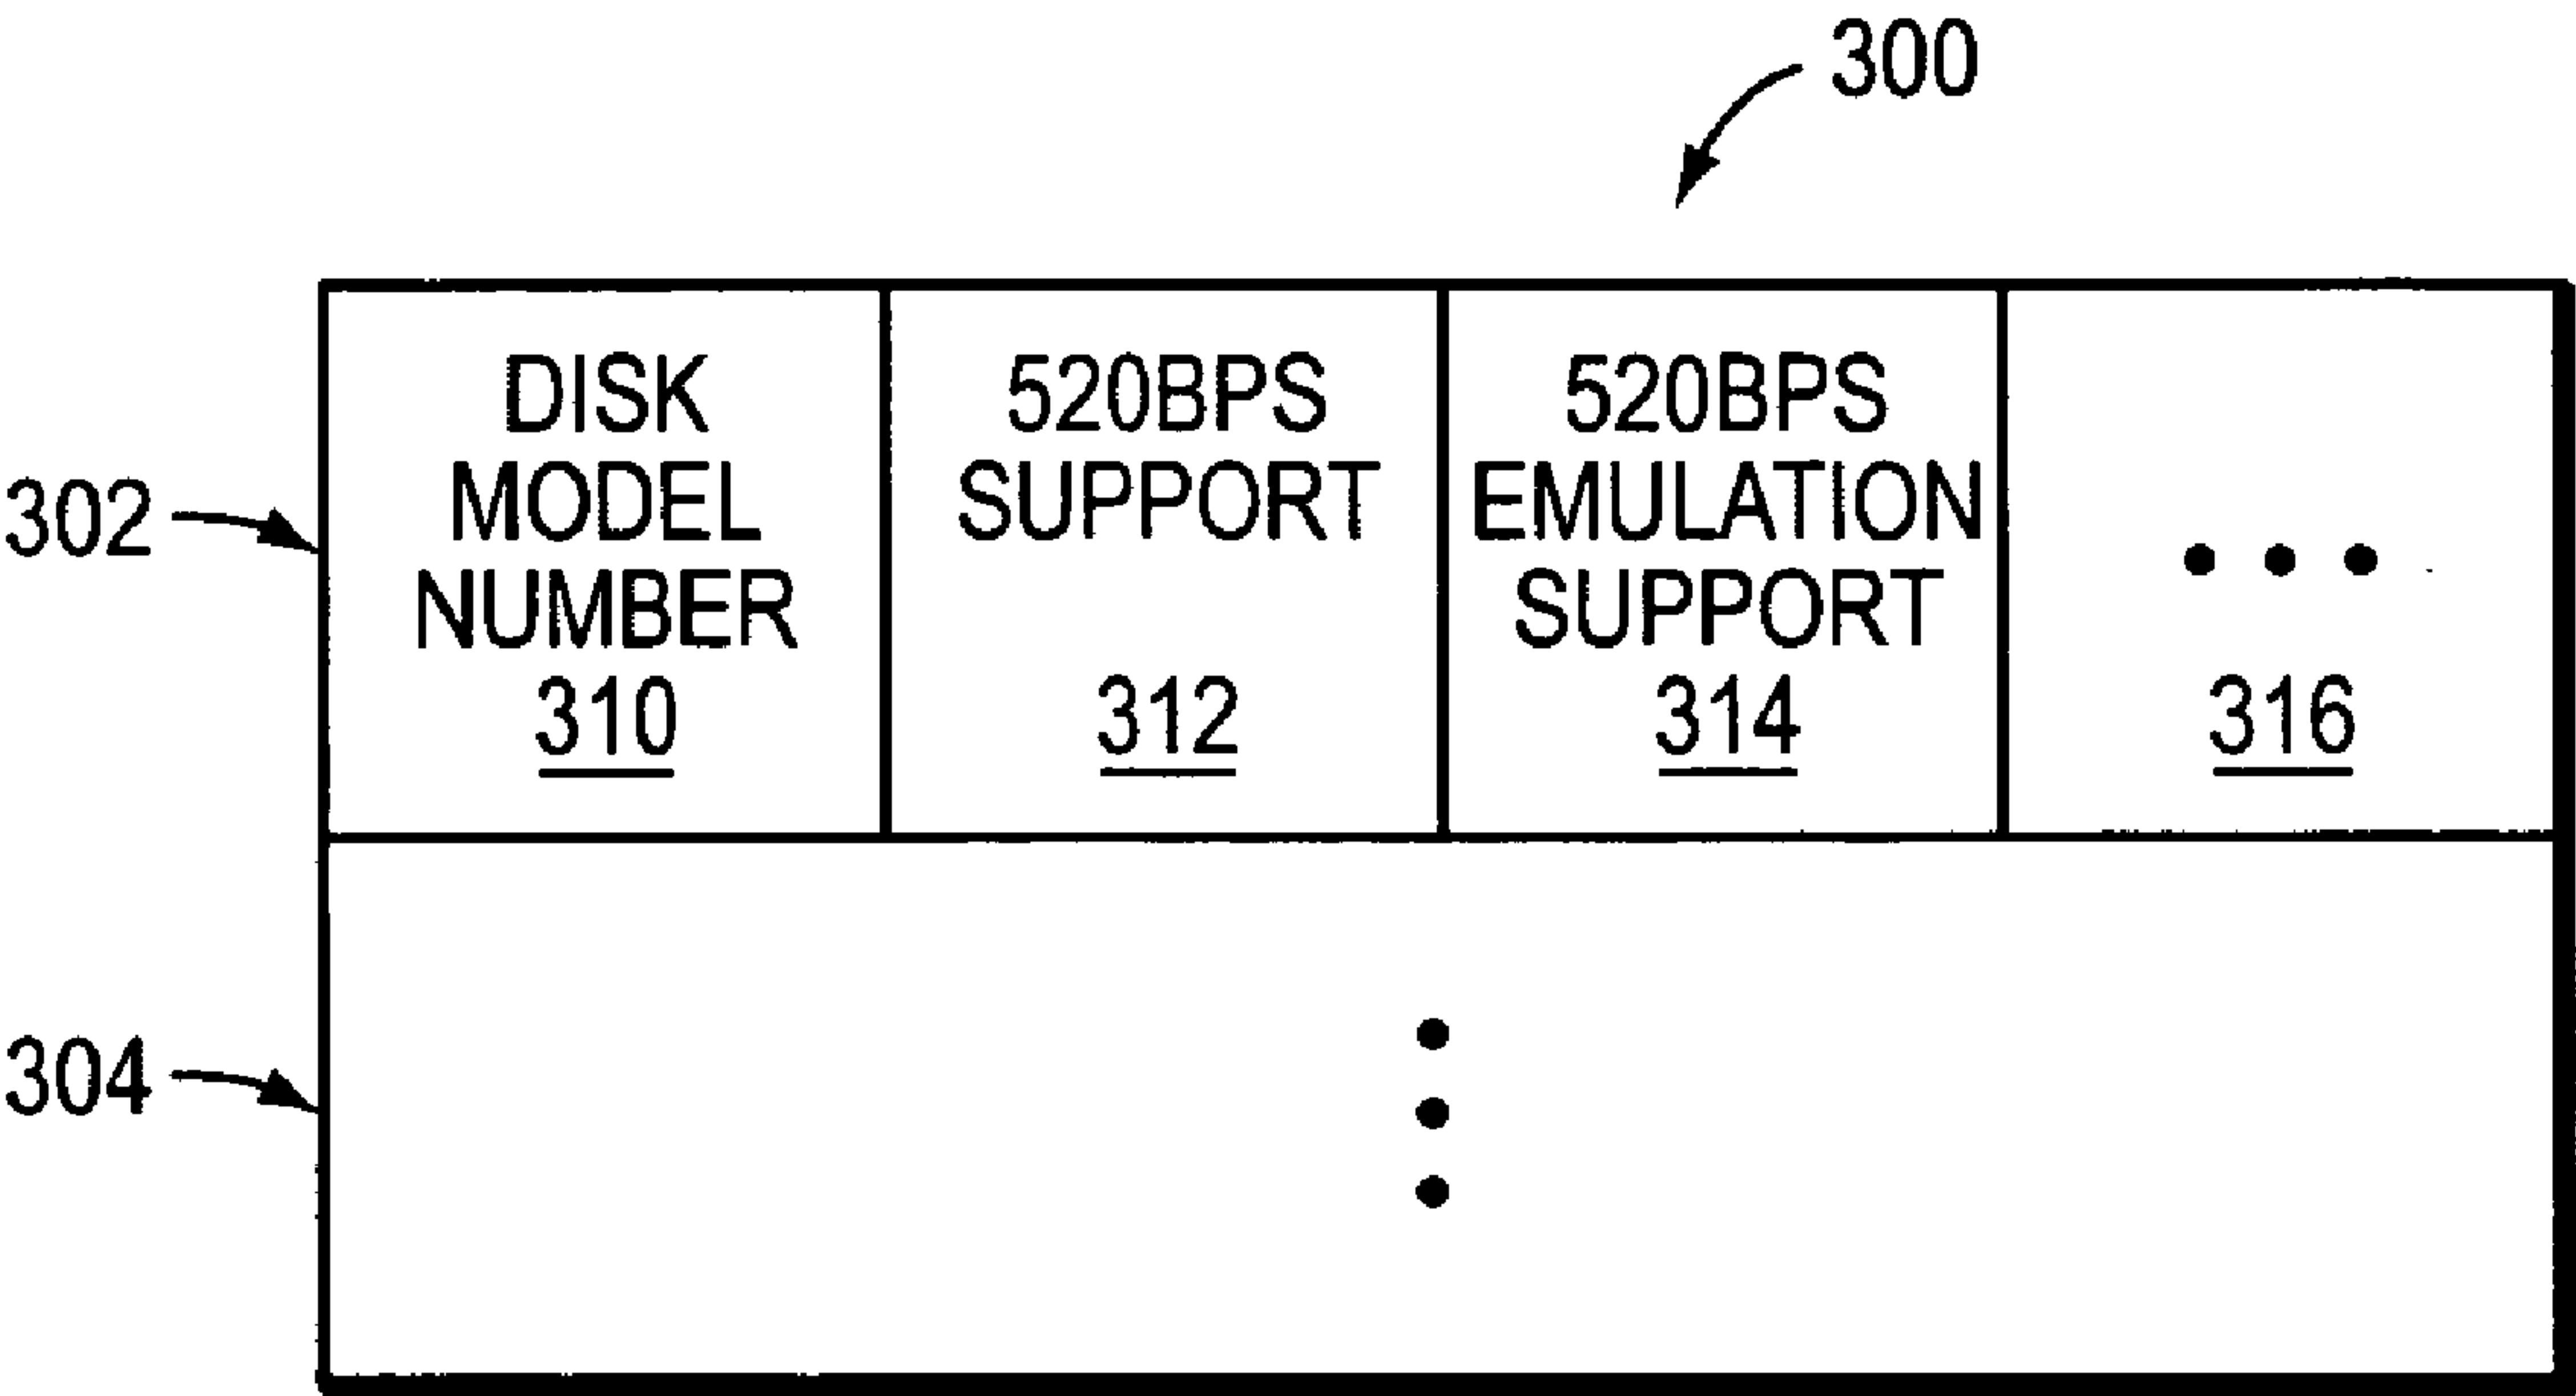 300
DISK
MODEL
NUMBER
310
520BPS
SUPPORT
312
520BPS
EMULATION
SUPPORT
314
316
302
304